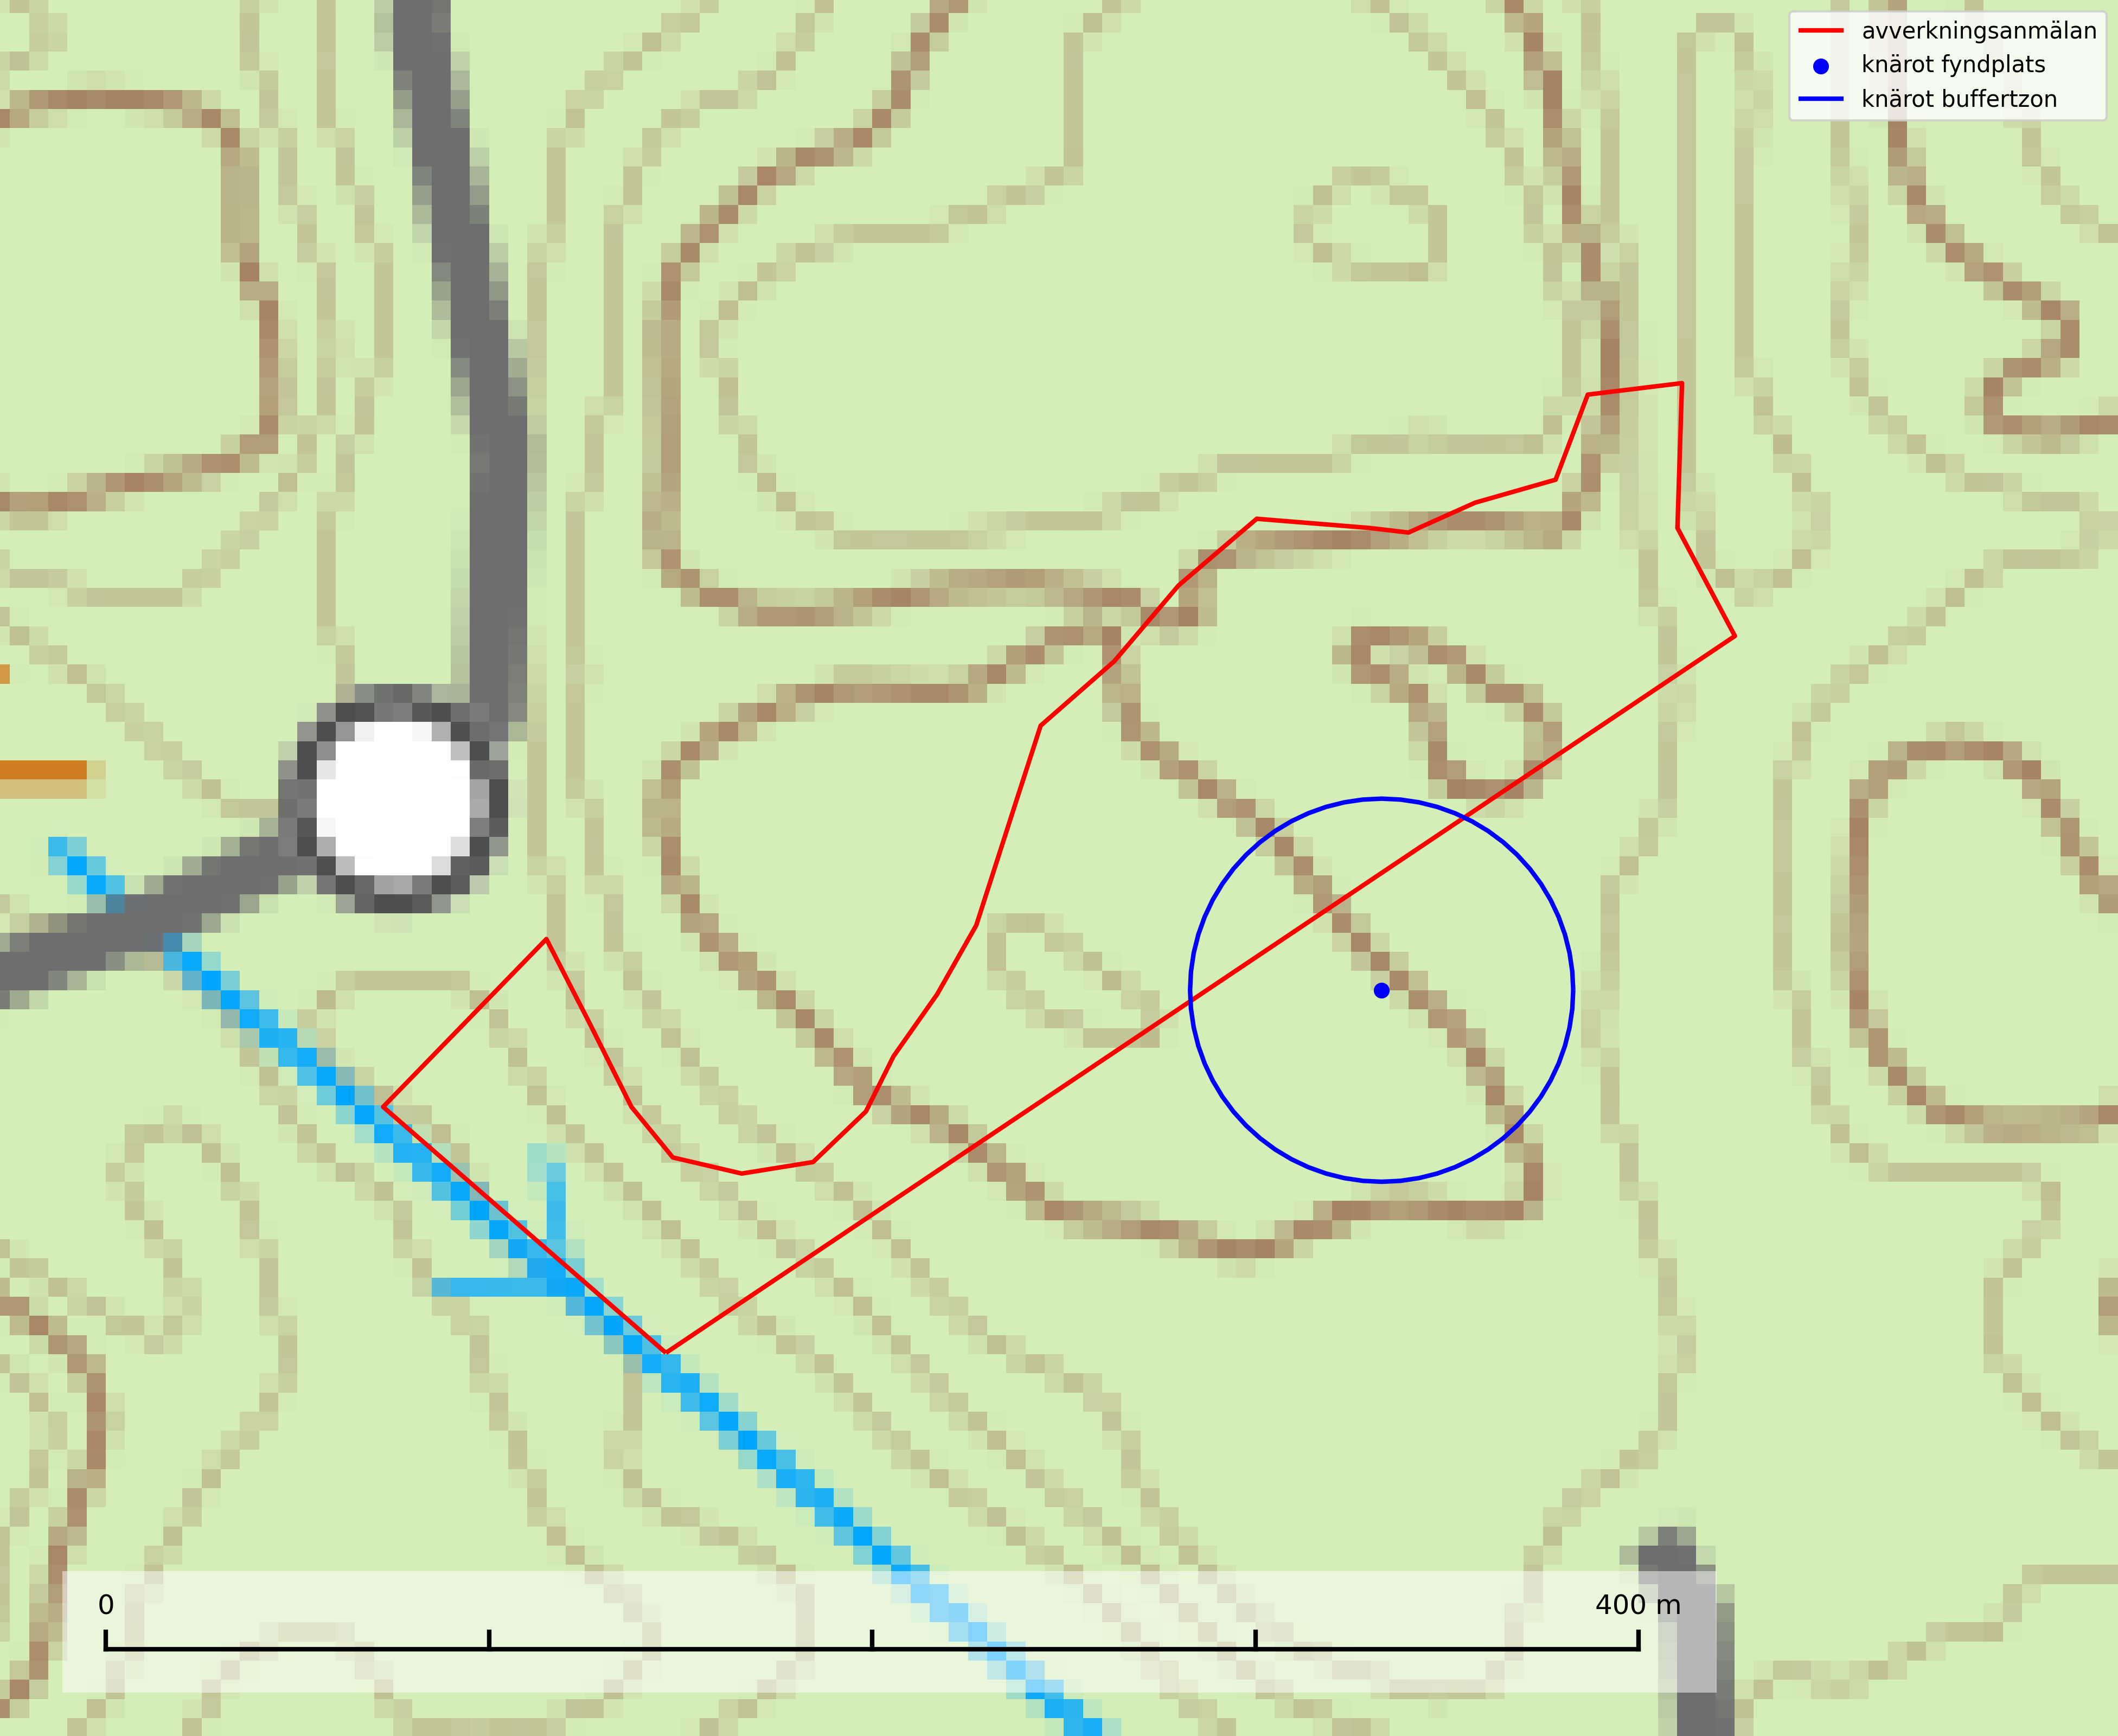 avverkningsanmälan
knärot fyndplats
knärot buffertzon
0
400 m